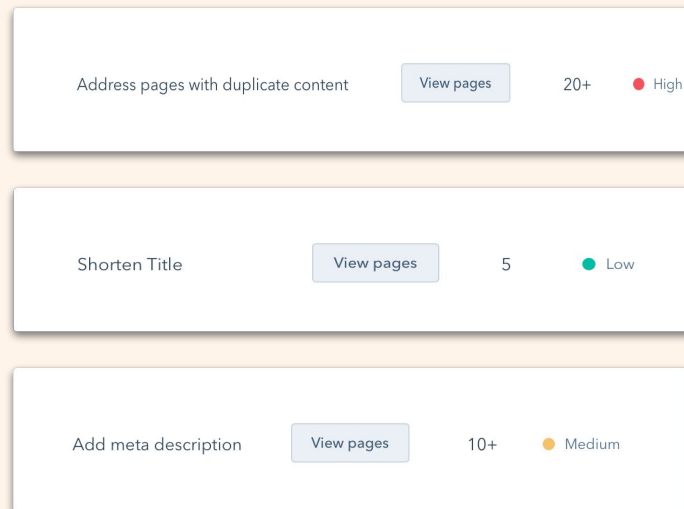 Address pages with duplicate content View pages 20+ High
Shorten Title View pages 5 Low
Add meta description View pages 10+ Medium